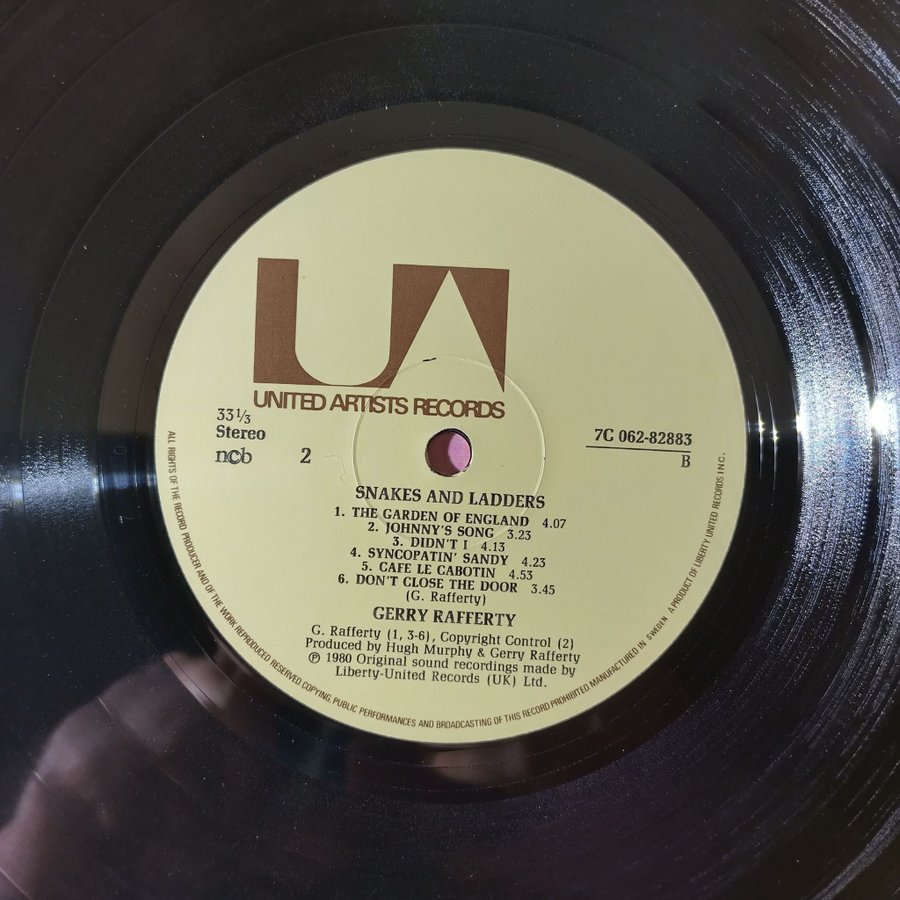 UA
UNITED ARTISTS RECORDS
33 1/3
Stereo
ncb
2
7C 062-82883
B
SNAKES AND LADDERS
1. THE GARDEN OF ENGLAND 4.07
2. JOHNNY'S SONG 3.23
3. DIDN'T I 4.13
4. SYNCOPATIN' SANDY 4.23
5. CAFE LE CABOTIN 4.53
6. DON'T CLOSE THE DOOR 3.45
(G. Rafferty)
GERRY RAFFERTY
G. Rafferty (1, 3-6), Copyright Control (2)
Produced by Hugh Murphy & Gerry Rafferty
℗ 1980 Original sound recordings made by
Liberty-United Records (UK) Ltd.
ALL RIGHTS OF THE RECORD PRODUCER AND OF THE WORK REPRODUCED RESERVED COPYING, PUBLIC PERFORMANCES AND BROADCASTING OF THIS RECORD PROHIBITED MANUFACTURED IN SWEDEN A PRODUCT OF LIBERTY UNITED RECORDS INC.